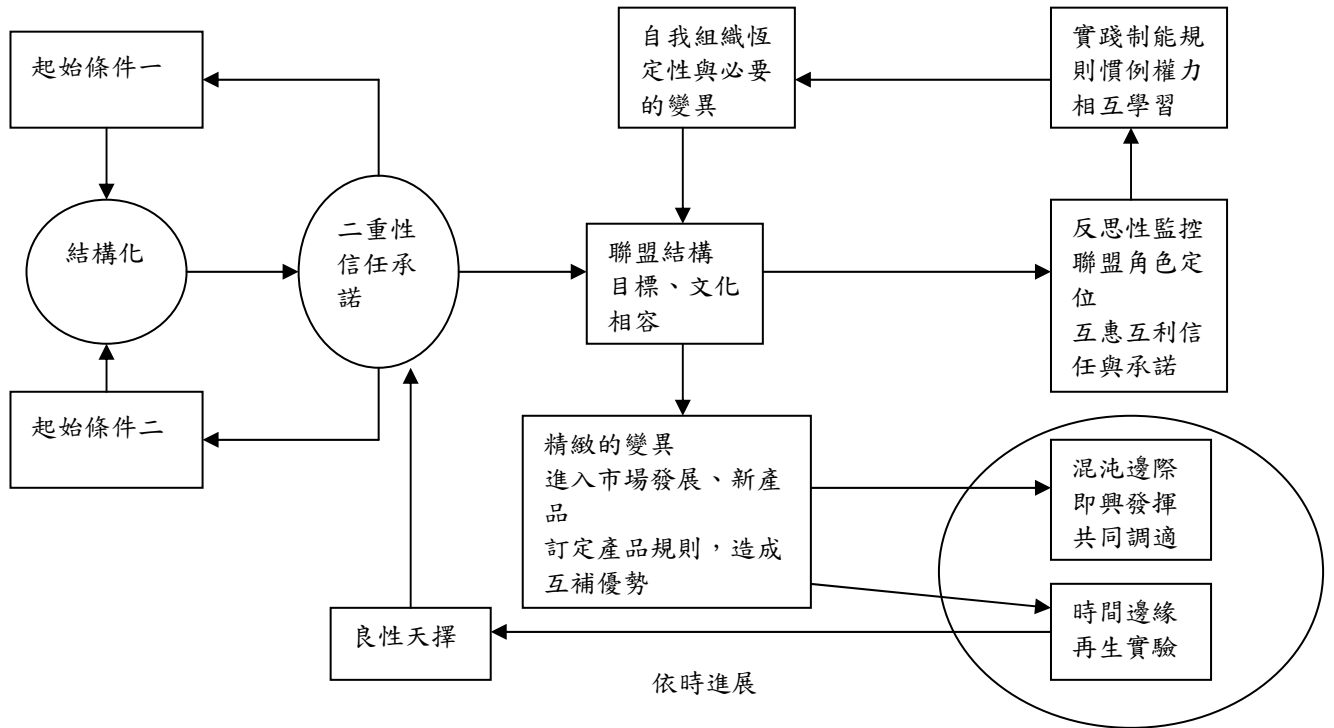 起始條件一
自我組織恆
定性與必要
的變異
實踐制能規
則慣例權力
相互學習
結構化
二重性
信任承
諾
聯盟結構
目標、文化
相容
反思性監控
聯盟角色定
位
互惠互利信
任與承諾
起始條件二
精緻的變異
進入市場發展、新產
品
訂定產品規則，造成
互補優勢
混沌邊際
即興發揮
共同調適
良性天擇
時間邊緣
再生實驗
依時進展